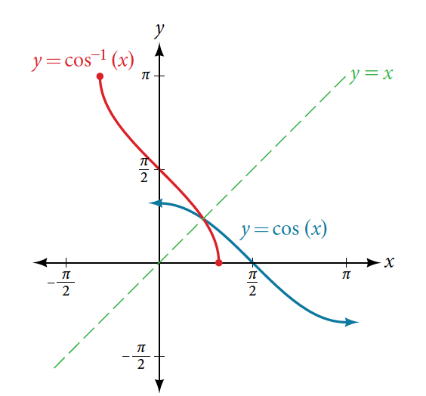 y
y = cos⁻¹ (x)
π
y = x
π/2
y = cos (x)
x
−π/2
π/2
π
−π/2